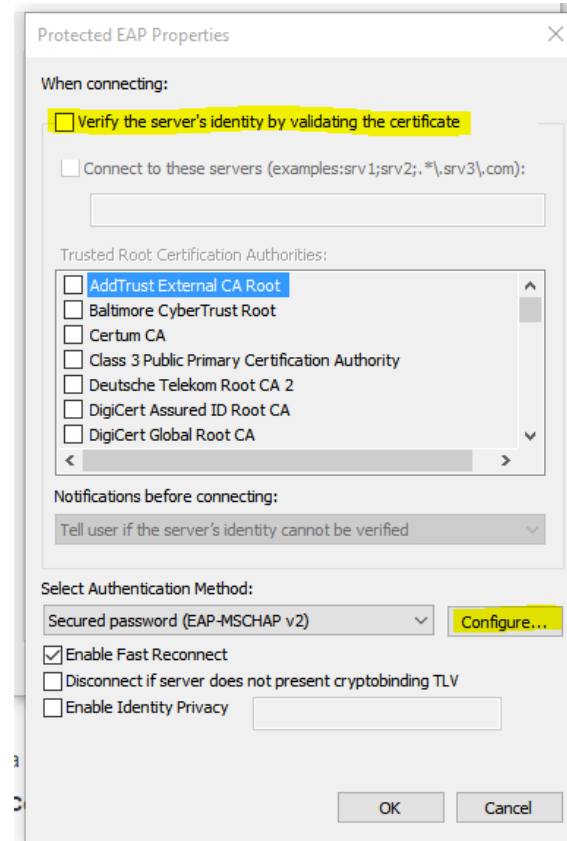 Protected EAP Properties
When connecting:
Verify the server's identity by validating the certificate
Connect to these servers (examples:srv1;srv2;.*\.srv3\.com):
Trusted Root Certification Authorities:
AddTrust External CA Root
Baltimore CyberTrust Root
Certum CA
Class 3 Public Primary Certification Authority
Deutsche Telekom Root CA 2
DigiCert Assured ID Root CA
DigiCert Global Root CA
Notifications before connecting:
Tell user if the server's identity cannot be verified
Select Authentication Method:
Secured password (EAP-MSCHAP v2) Configure...
Enable Fast Reconnect
Disconnect if server does not present cryptobinding TLV
Enable Identity Privacy
OK Cancel